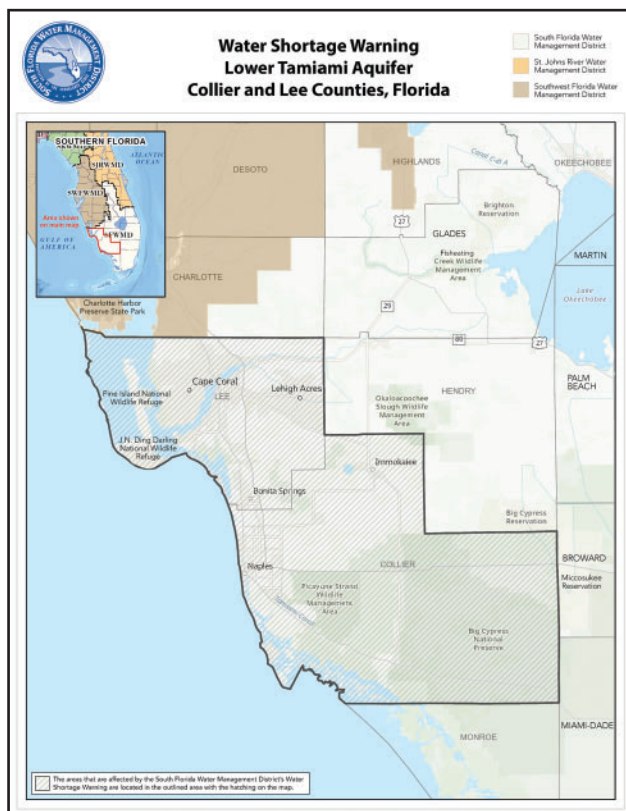 SOUTH FLORIDA WATER MANAGEMENT DISTRICT
Water Shortage Warning
Lower Tamiami Aquifer
Collier and Lee Counties, Florida
South Florida Water
Management District
St. Johns River Water
Management District
Southwest Florida Water
Management District
SOUTHERN FLORIDA
ATLANTIC
OCEAN
SJRWMD
SWFWMD
Area shown
on main map
SFWMD
GULF OF
AMERICA
DESOTO
HIGHLANDS
OKEECHOBEE
Brighton
Reservation
27
GLADES
Fisheating
Creek Wildlife
Management
Area
MARTIN
CHARLOTTE
Lake
Okeechobee
Charlotte Harbor
Preserve State Park
29
80
27
PALM
BEACH
HENDRY
Cape Coral
LEE
Lehigh Acres
Pine Island National
Wildlife Refuge
Okaloacoochee
Slough Wildlife
Management
Area
J.N. Ding Darling
National Wildlife
Refuge
Immokalee
Bonita Springs
Big Cypress
Reservation
BROWARD
Naples
COLLIER
Miccosukee
Reservation
Picayune Strand
Wildlife
Management
Area
Tamiami Canal
Big Cypress
National
Preserve
MONROE
MIAMI-DADE
The areas that are affected by the South Florida Water Management District's Water
Shortage Warning are located in the outlined area with the hatching on the map.